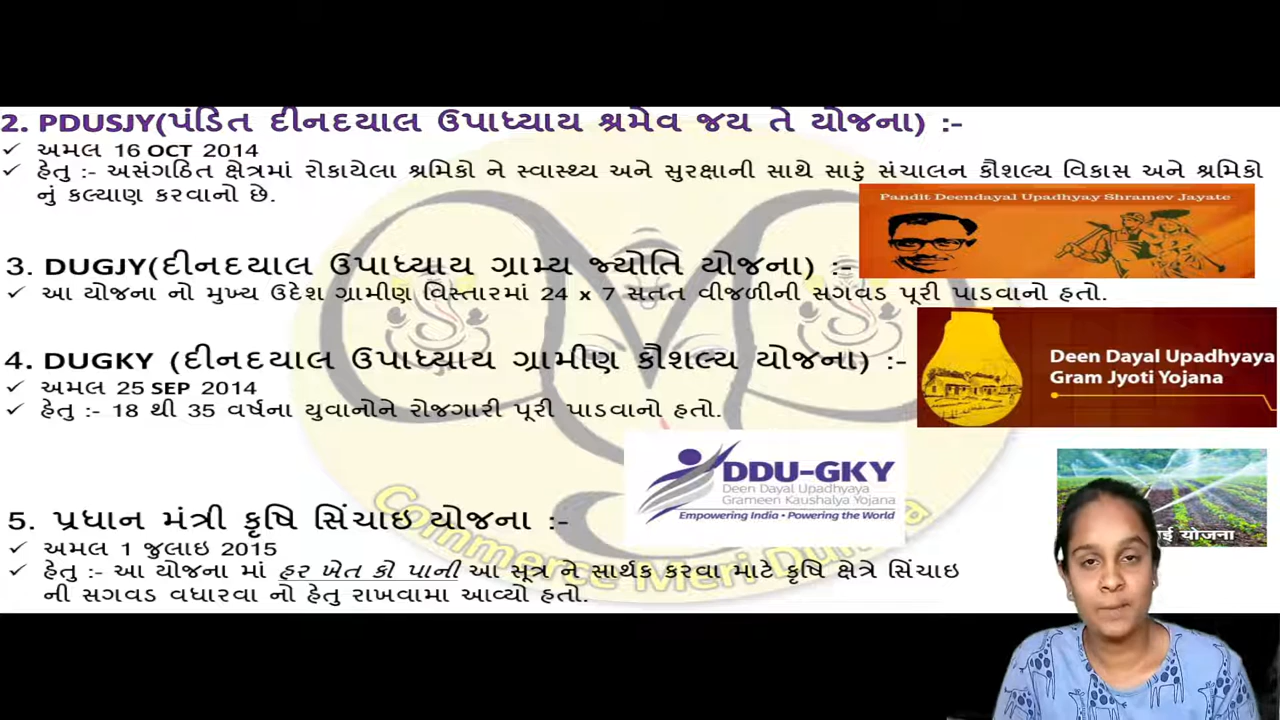 2. PDUSJY(પંડિત દીનદયાલ ઉપાધ્યાય શ્રમેવ જય તે યોજના) :-
✓ અમલ 16 OCT 2014
✓ હેતુ :- અસંગઠિત ક્ષેત્રમાં રોકાયેલા શ્રમિકો ને સ્વાસ્થ્ય અને સુરક્ષાની સાથે સારું સંચાલન કૌશલ્ય વિકાસ અને શ્રમિકો
નું કલ્યાણ કરવાનો છે.
Pandit Deendayal Upadhyay Shramev Jayate
3. DUGJY(દીનદયાલ ઉપાધ્યાય ગ્રામ્ય જ્યોતિ યોજના) :-
✓ આ યોજના નો મુખ્ય ઉદેશ ગ્રામીણ વિસ્તારમાં 24 x 7 સતત વીજળીની સગવડ પૂરી પાડવાનો હતો.
Deen Dayal Upadhyaya
Gram Jyoti Yojana
4. DUGKY (દીનદયાલ ઉપાધ્યાય ગ્રામીણ કૌશલ્ય યોજના) :-
✓ અમલ 25 SEP 2014
✓ હેતુ :- 18 થી 35 વર્ષના યુવાનોને રોજગારી પૂરી પાડવાનો હતો.
DDU-GKY
Deen Dayal Upadhyaya
Grameen Kaushalya Yojana
Empowering India • Powering the World
5. પ્રધાન મંત્રી કૃષિ સિંચાઇ યોજના :-
✓ અમલ 1 જુલાઇ 2015
✓ હેતુ :- આ યોજના માં હર ખેત કો પાની આ સૂત્ર ને સાર્થક કરવા માટે કૃષિ ક્ષેત્રે સિંચાઇ
ની સગવડ વધારવા નો હેતુ રાખવામા આવ્યો હતો.
योजना
Commerce Meri Duniya